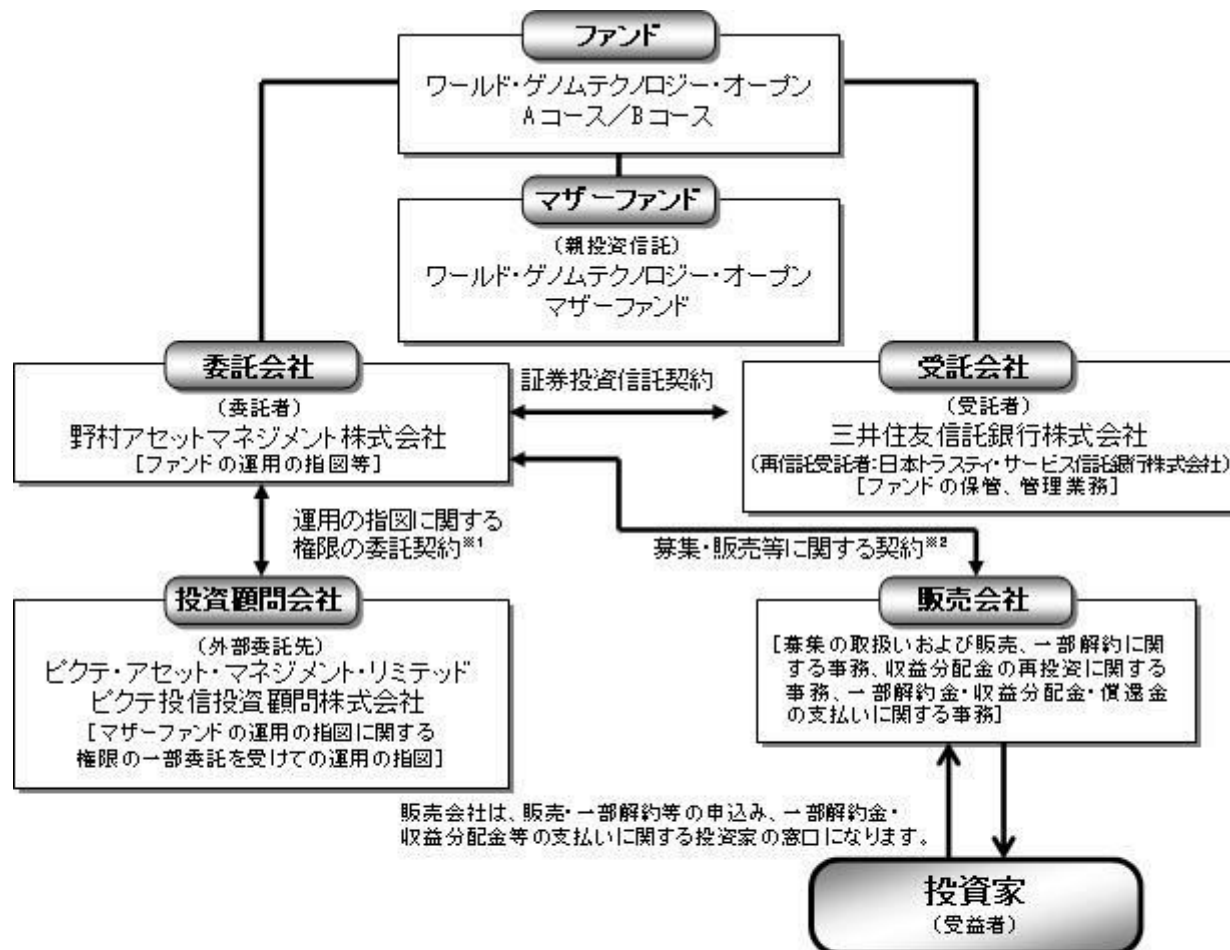 ファンド
ワールド・ゲノムテクノロジー・オープン
Aコース／Bコース
マザーファンド
（親投資信託）
ワールド・ゲノムテクノロジー・オープン
マザーファンド
委託会社
（委託者）
野村アセットマネジメント株式会社
[ファンドの運用の指図等]
証券投資信託契約
受託会社
（受託者）
三井住友信託銀行株式会社
(再信託受託者:日本トラスティ・サービス信託銀行株式会社)
[ファンドの保管、管理業務]
運用の指図に関する
権限の委託契約※1
募集・販売等に関する契約※2
投資顧問会社
（外部委託先）
ピクテ・アセット・マネジメント・リミテッド
ピクテ投信投資顧問株式会社
[マザーファンドの運用の指図に関する
権限の一部委託を受けての運用の指図]
販売会社
[募集の取扱いおよび販売、一部解約に関
する事務、収益分配金の再投資に関する
事務、一部解約金・収益分配金・償還金
の支払いに関する事務]
販売会社は、販売・一部解約等の申込み、一部解約金・
収益分配金等の支払いに関する投資家の窓口になります。
投資家
（受益者）